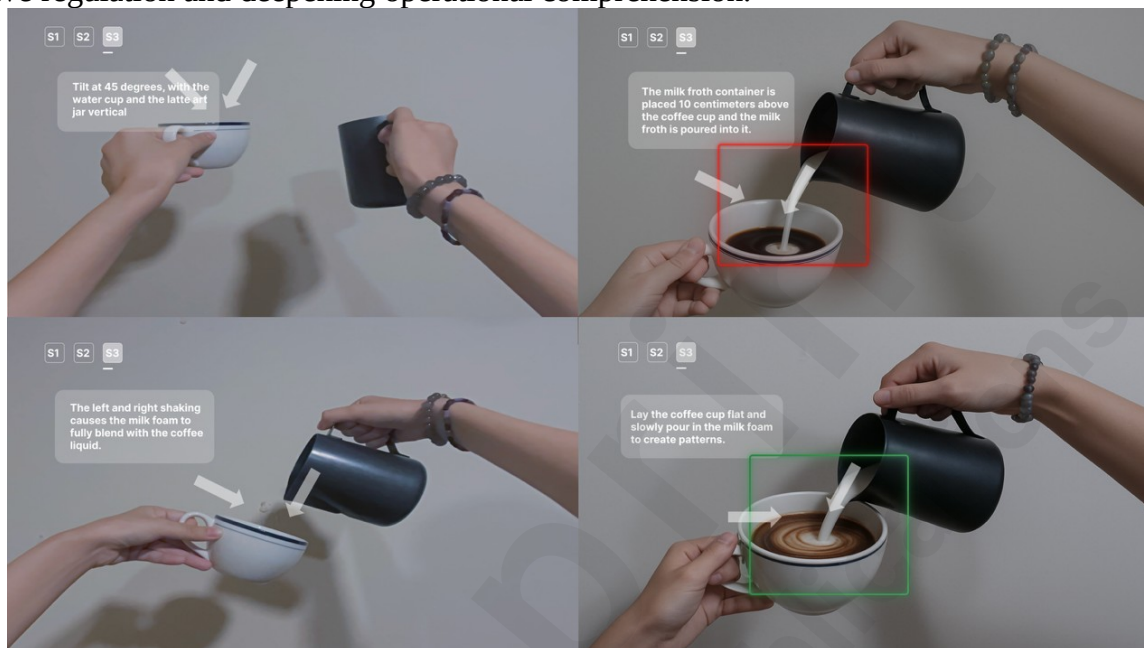 ve regulation and deepening operational comprehension.
S1 S2 S3
Tilt at 45 degrees, with the
water cup and the latte art
jar vertical
S1 S2 S3
The milk froth container is
placed 10 centimeters above
the coffee cup and the milk
froth is poured into it.
S1 S2 S3
The left and right shaking
causes the milk foam to
fully blend with the coffee
liquid.
S1 S2 S3
Lay the coffee cup flat and
slowly pour in the milk foam
to create patterns.